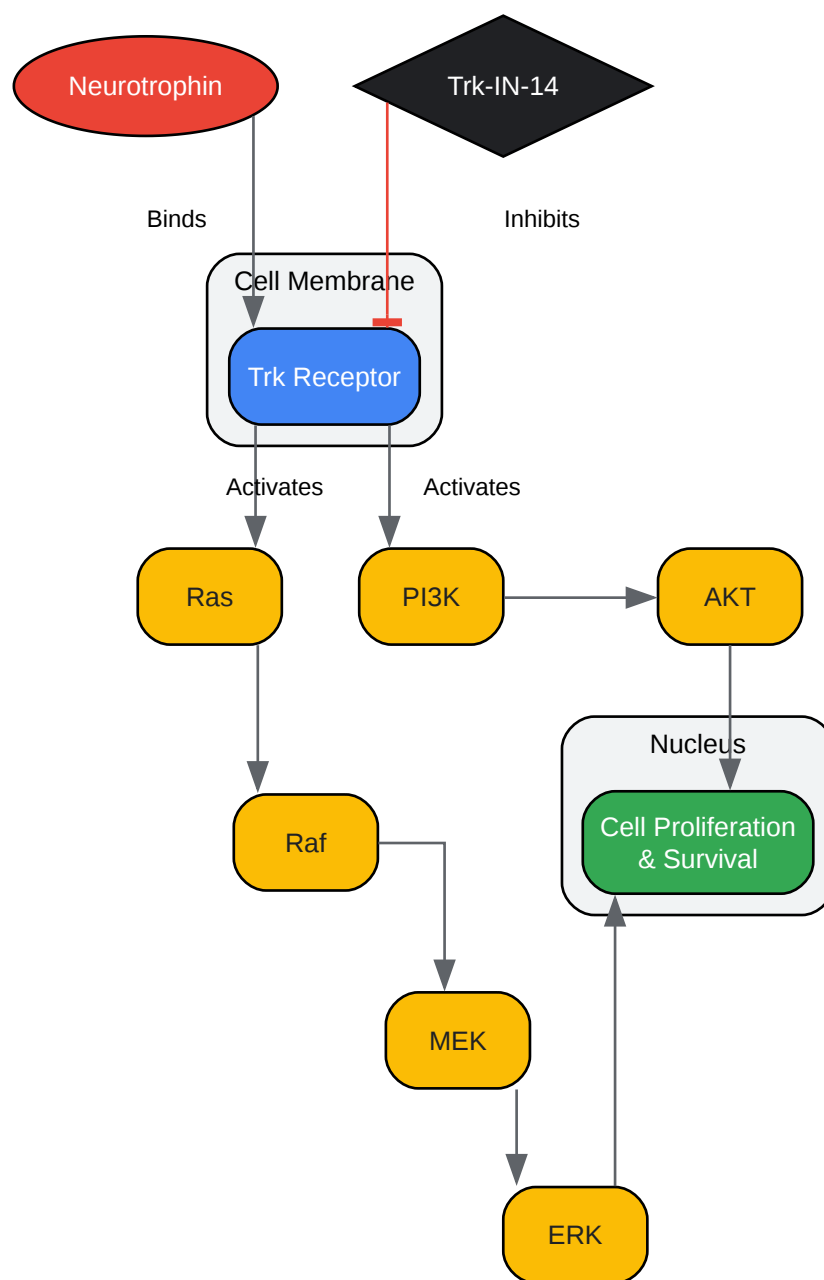 Neurotrophin
Trk-IN-14
Binds
Inhibits
Cell Membrane
Trk Receptor
Activates
Activates
Ras
PI3K
AKT
Nucleus
Raf
Cell Proliferation
& Survival
MEK
ERK